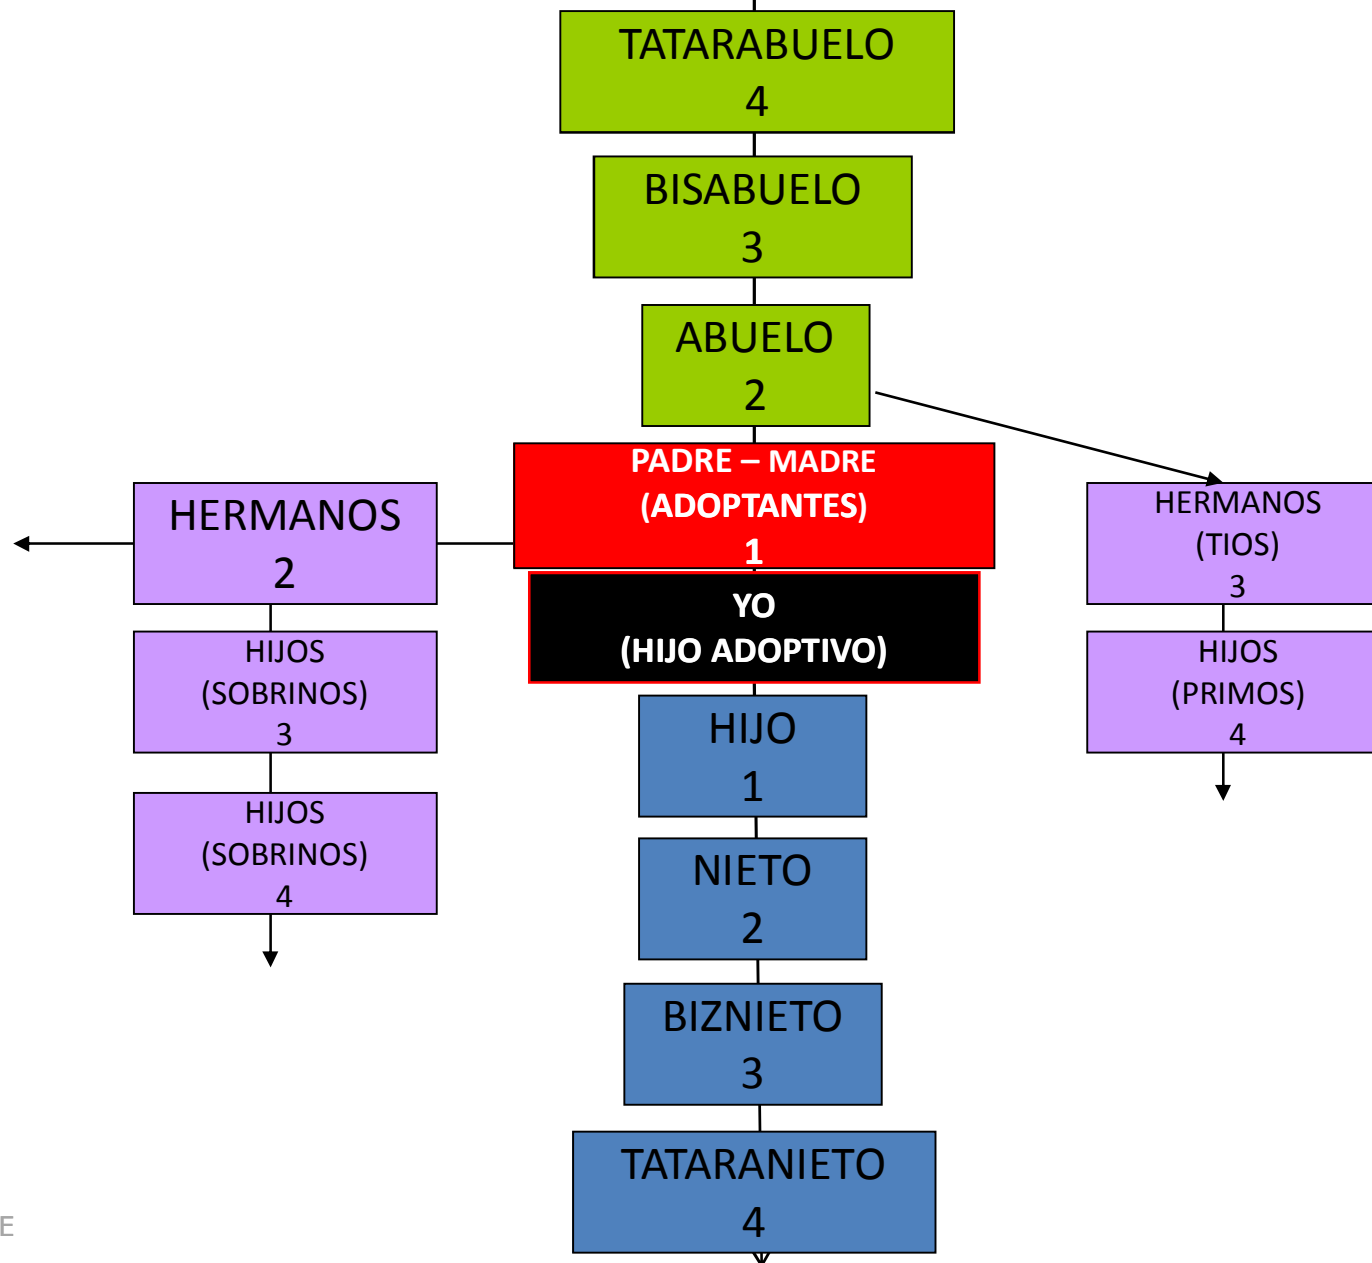 TATARABUELO
4
BISABUELO
3
ABUELO
2
PADRE – MADRE
(ADOPTANTES)
1
HERMANOS
2
HERMANOS
(TIOS)
3
YO
(HIJO ADOPTIVO)
HIJOS
(SOBRINOS)
3
HIJOS
(PRIMOS)
4
HIJO
1
HIJOS
(SOBRINOS)
4
NIETO
2
BIZNIETO
3
TATARANIETO
4
E